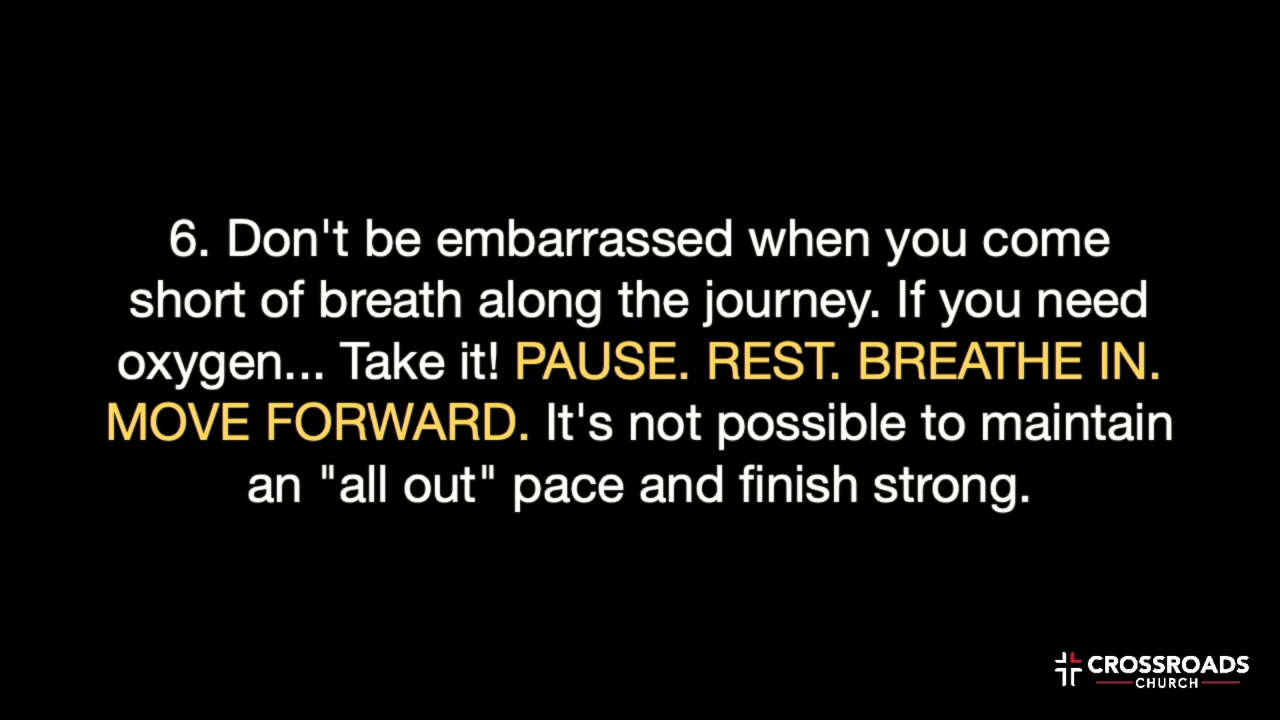 6. Don't be embarrassed when you come
short of breath along the journey. If you need
oxygen... Take it! PAUSE. REST. BREATHE IN.
MOVE FORWARD. It's not possible to maintain
an "all out" pace and finish strong.
CROSSROADS
CHURCH